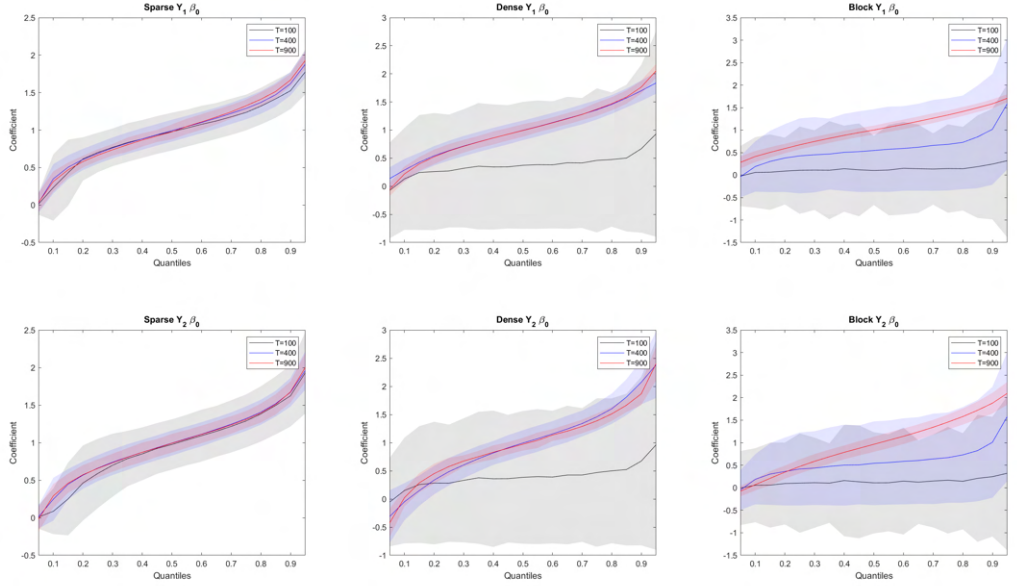 Sparse Y1 β0
2.5
2
1.5
1
0.5
0
-0.5
Coefficient
T=100
T=400
T=900
0.1 0.2 0.3 0.4 0.5 0.6 0.7 0.8 0.9
Quantiles
Dense Y1 β0
3
2.5
2
1.5
1
0.5
0
-0.5
-1
Coefficient
T=100
T=400
T=900
0.1 0.2 0.3 0.4 0.5 0.6 0.7 0.8 0.9
Quantiles
Block Y1 β0
3.5
3
2.5
2
1.5
1
0.5
0
-0.5
-1
-1.5
Coefficient
T=100
T=400
T=900
0.1 0.2 0.3 0.4 0.5 0.6 0.7 0.8 0.9
Quantiles
Sparse Y2 β0
2.5
2
1.5
1
0.5
0
-0.5
Coefficient
T=100
T=400
T=900
0.1 0.2 0.3 0.4 0.5 0.6 0.7 0.8 0.9
Quantiles
Dense Y2 β0
3
2.5
2
1.5
1
0.5
0
-0.5
-1
Coefficient
T=100
T=400
T=900
0.1 0.2 0.3 0.4 0.5 0.6 0.7 0.8 0.9
Quantiles
Block Y2 β0
3.5
3
2.5
2
1.5
1
0.5
0
-0.5
-1
-1.5
Coefficient
T=100
T=400
T=900
0.1 0.2 0.3 0.4 0.5 0.6 0.7 0.8 0.9
Quantiles